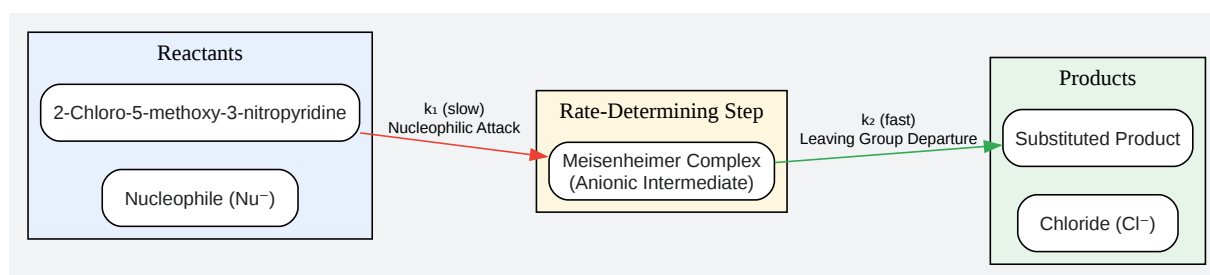 Reactants
2-Chloro-5-methoxy-3-nitropyridine
Nucleophile (Nu⁻)
k₁ (slow)
Nucleophilic Attack
Rate-Determining Step
Meisenheimer Complex
(Anionic Intermediate)
k₂ (fast)
Leaving Group Departure
Products
Substituted Product
Chloride (Cl⁻)